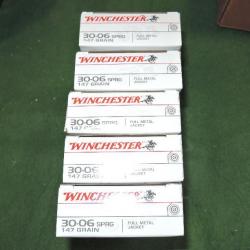 WINCHESTER
30-06 SPRG
147 GRAIN
FULL METAL
JACKET
WINCHESTER
30-06 SPRG
147 GRAIN
FULL METAL
JACKET
WINCHESTER
30-06 SPRG
147 GRAIN
FULL METAL
JACKET
WINCHESTER
30-06 SPRG
147 GRAIN
FULL METAL
JACKET
WINCHESTER
30-06 SPRG
147 GRAIN
FULL METAL
JACKET